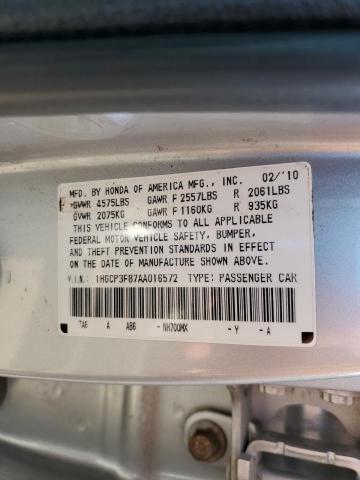 MFD. BY HONDA OF AMERICA MFG., INC. 02/'10
GVWR 4575LBS GAWR F 2557LBS R 2061LBS
GVWR 2075KG GAWR F 1160KG R 935KG
THIS VEHICLE CONFORMS TO ALL APPLICABLE
FEDERAL MOTOR VEHICLE SAFETY, BUMPER,
AND THEFT PREVENTION STANDARDS IN EFFECT
ON THE DATE OF MANUFACTURE SHOWN ABOVE.
V.I.N.: 1HGCP3F87AA016572 TYPE: PASSENGER CAR
TA6 A AB6 -NH700MX -Y -A